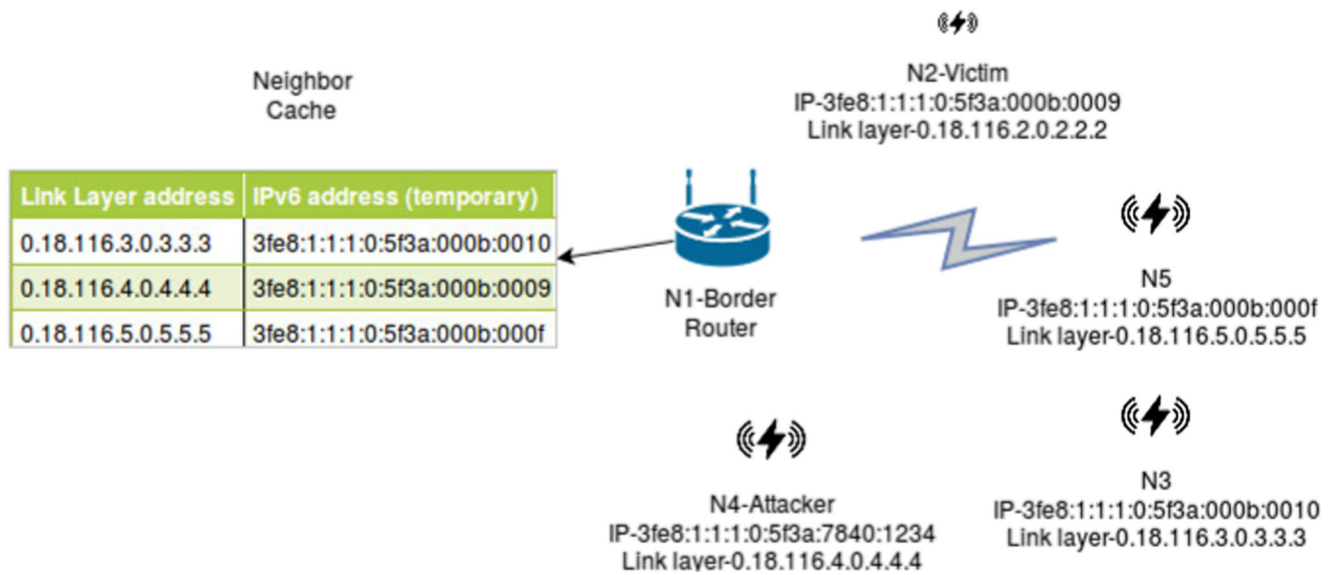 Neighbor
Cache
Link Layer address IPv6 address (temporary)
0.18.116.3.0.3.3.3 3fe8:1:1:1:0:5f3a:000b:0010
0.18.116.4.0.4.4.4 3fe8:1:1:1:0:5f3a:000b:0009
0.18.116.5.0.5.5.5 3fe8:1:1:1:0:5f3a:000b:000f
N1-Border
Router
N2-Victim
IP-3fe8:1:1:1:0:5f3a:000b:0009
Link layer-0.18.116.2.0.2.2.2
N5
IP-3fe8:1:1:1:0:5f3a:000b:000f
Link layer-0.18.116.5.0.5.5.5
N4-Attacker
IP-3fe8:1:1:1:0:5f3a:7840:1234
Link layer-0.18.116.4.0.4.4.4
N3
IP-3fe8:1:1:1:0:5f3a:000b:0010
Link layer-0.18.116.3.0.3.3.3